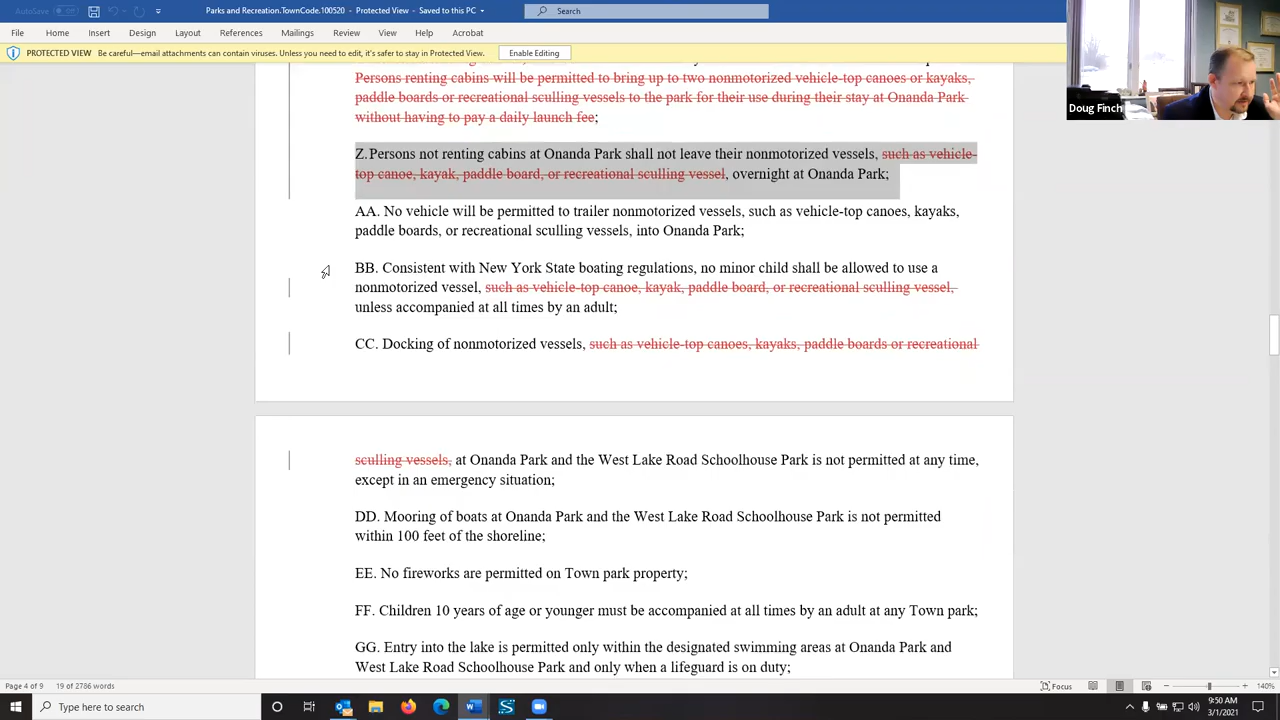 AutoSave Off Parks and Recreation.TownCode.100520 - Protected View - Saved to this PC Search
File Home Insert Draw Design Layout References Mailings Review View Help Acrobat
PROTECTED VIEW Be careful—email attachments can contain viruses. Unless you need to edit, it's safer to stay in Protected View. Enable Editing
Doug Finch
Persons renting cabins will be permitted to bring up to two nonmotorized vehicle-top canoes or kayaks,
paddle boards or recreational sculling vessels to the park for their use during their stay at Onanda Park
without having to pay a daily launch fee;
Z.Persons not renting cabins at Onanda Park shall not leave their nonmotorized vessels, such as vehicle-
top canoe, kayak, paddle board, or recreational sculling vessel, overnight at Onanda Park;
AA. No vehicle will be permitted to trailer nonmotorized vessels, such as vehicle-top canoes, kayaks,
paddle boards, or recreational sculling vessels, into Onanda Park;
BB. Consistent with New York State boating regulations, no minor child shall be allowed to use a
nonmotorized vessel, such as vehicle-top canoe, kayak, paddle board, or recreational sculling vessel,
unless accompanied at all times by an adult;
CC. Docking of nonmotorized vessels, such as vehicle-top canoes, kayaks, paddle boards or recreational
sculling vessels, at Onanda Park and the West Lake Road Schoolhouse Park is not permitted at any time,
except in an emergency situation;
DD. Mooring of boats at Onanda Park and the West Lake Road Schoolhouse Park is not permitted
within 100 feet of the shoreline;
EE. No fireworks are permitted on Town park property;
FF. Children 10 years of age or younger must be accompanied at all times by an adult at any Town park;
GG. Entry into the lake is permitted only within the designated swimming areas at Onanda Park and
West Lake Road Schoolhouse Park and only when a lifeguard is on duty;
Page 4 of 9 19 of 2786 words Focus 140%
Type here to search 9:50 AM
3/1/2021